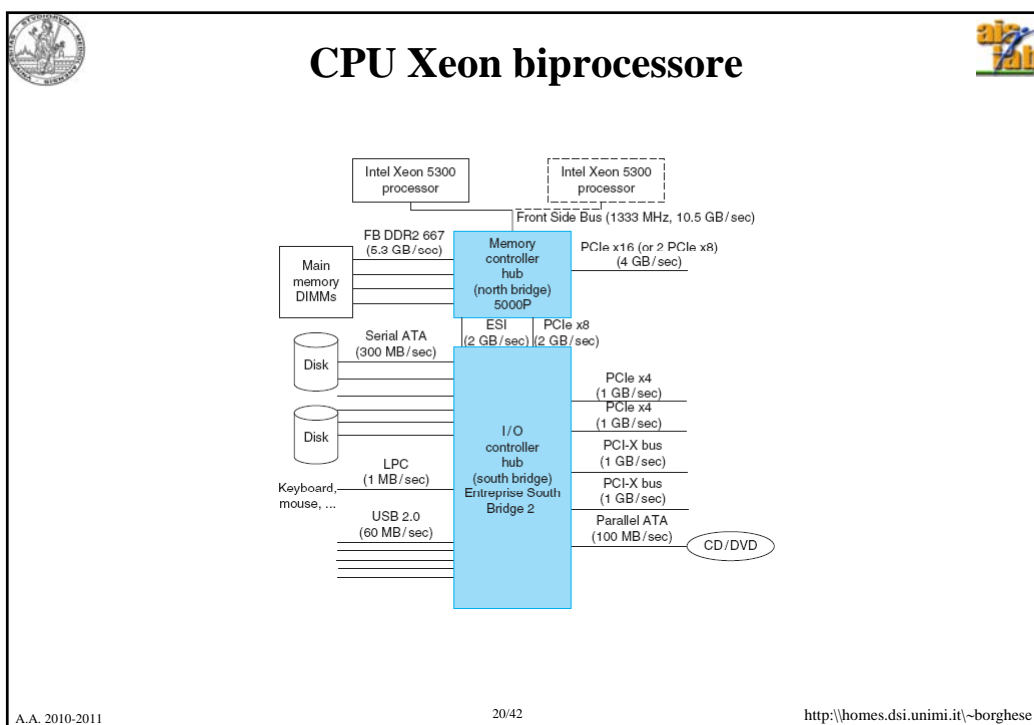 CPU Xeon biprocessore
Intel Xeon 5300
processor
Intel Xeon 5300
processor
Front Side Bus (1333 MHz, 10.5 GB/sec)
FB DDR2 667
(5.3 GB/sec)
Main
memory
DIMMs
Memory
controller
hub
(north bridge)
5000P
PCIe x16 (or 2 PCIe x8)
(4 GB/sec)
ESI
(2 GB/sec)
PCIe x8
(2 GB/sec)
Serial ATA
(300 MB/sec)
Disk
Disk
LPC
(1 MB/sec)
Keyboard,
mouse, ...
USB 2.0
(60 MB/sec)
I/O
controller
hub
(south bridge)
Entreprise South
Bridge 2
PCIe x4
(1 GB/sec)
PCIe x4
(1 GB/sec)
PCI-X bus
(1 GB/sec)
PCI-X bus
(1 GB/sec)
Parallel ATA
(100 MB/sec)
CD/DVD
A.A. 2010-2011
20/42
http:\\homes.dsi.unimi.it\~borghese